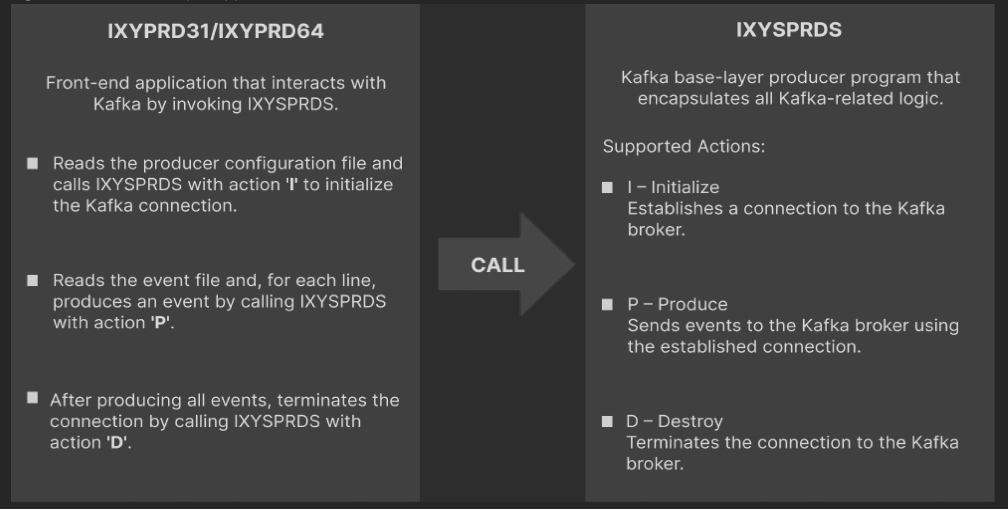 IXYPRD31/IXYPRD64
Front-end application that interacts with
Kafka by invoking IXYSPRDS.
Reads the producer configuration file and
calls IXYSPRDS with action 'I' to initialize
the Kafka connection.
Reads the event file and, for each line,
produces an event by calling IXYSPRDS
with action 'P'.
After producing all events, terminates the
connection by calling IXYSPRDS with
action 'D'.
CALL
IXYSPRDS
Kafka base-layer producer program that
encapsulates all Kafka-related logic.
Supported Actions:
I – Initialize
Establishes a connection to the Kafka
broker.
P – Produce
Sends events to the Kafka broker using
the established connection.
D – Destroy
Terminates the connection to the Kafka
broker.